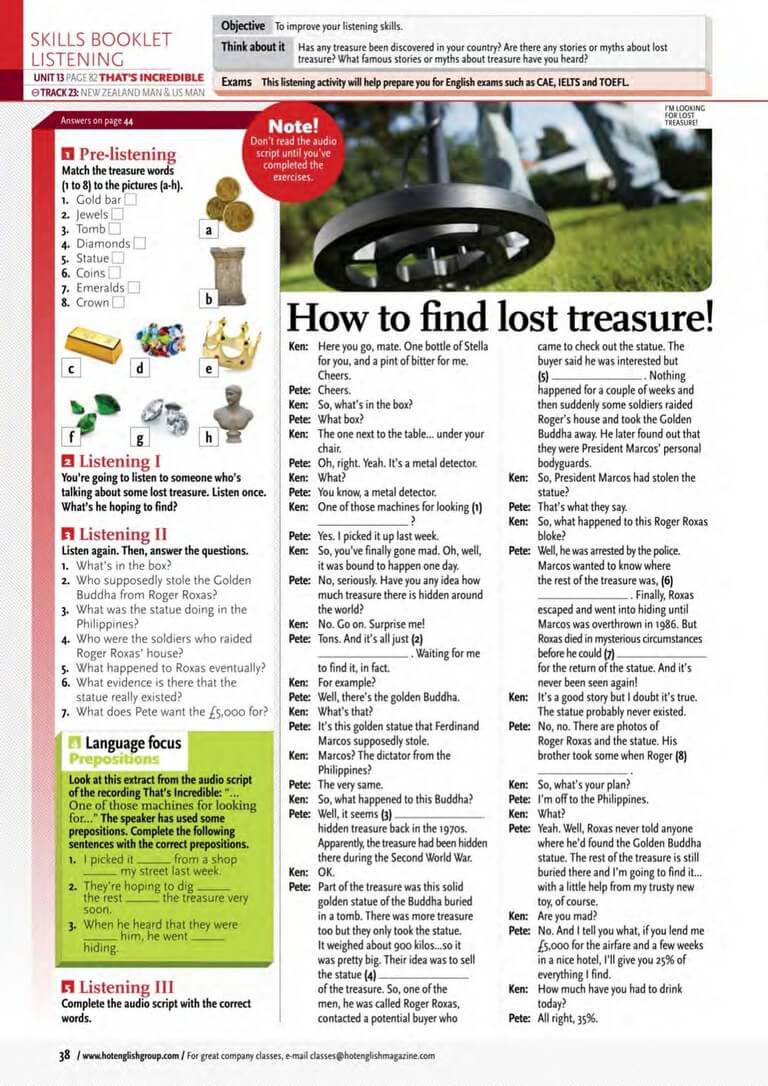 SKILLS BOOKLET
LISTENING
UNIT 13 PAGE 82 THAT'S INCREDIBLE
TRACK 23: NEW ZEALAND MAN & US MAN
Objective To improve your listening skills.
Think about it Has any treasure been discovered in your country? Are there any stories or myths about lost
treasure? What famous stories or myths about treasure have you heard?
Exams This listening activity will help prepare you for English exams such as CAE, IELTS and TOEFL.
Answers on page 44
1 Pre-listening
Match the treasure words
(1 to 8) to the pictures (a-h).
1. Gold bar
2. Jewels
3. Tomb
4. Diamonds
5. Statue
6. Coins
7. Emeralds
8. Crown
a
b
c
d
e
f
g
h
Note!
Don't read the audio
script until you've
completed the
exercises.
I'M LOOKING
FOR LOST
TREASURE!
2 Listening I
You're going to listen to someone who's
talking about some lost treasure. Listen once.
What's he hoping to find?
3 Listening II
Listen again. Then, answer the questions.
1. What's in the box?
2. Who supposedly stole the Golden
Buddha from Roger Roxas?
3. What was the statue doing in the
Philippines?
4. Who were the soldiers who raided
Roger Roxas' house?
5. What happened to Roxas eventually?
6. What evidence is there that the
statue really existed?
7. What does Pete want the £5,000 for?
4 Language focus
Prepositions
Look at this extract from the audio script
of the recording That's Incredible: "...
One of those machines for looking
for..." The speaker has used some
prepositions. Complete the following
sentences with the correct prepositions.
1. I picked it _____ from a shop
_____ my street last week.
2. They're hoping to dig _____
the rest _____ the treasure very
soon.
3. When he heard that they were
_____ him, he went _____
hiding.
5 Listening III
Complete the audio script with the correct
words.
How to find lost treasure!
Ken: Here you go, mate. One bottle of Stella
for you, and a pint of bitter for me.
Cheers.
Pete: Cheers.
Ken: So, what's in the box?
Pete: What box?
Ken: The one next to the table... under your
chair.
Pete: Oh, right. Yeah. It's a metal detector.
Ken: What?
Pete: You know, a metal detector.
Ken: One of those machines for looking (1)
_______________ ?
Pete: Yes. I picked it up last week.
Ken: So, you've finally gone mad. Oh, well,
it was bound to happen one day.
Pete: No, seriously. Have you any idea how
much treasure there is hidden around
the world?
Ken: No. Go on. Surprise me!
Pete: Tons. And it's all just (2)
_______________ . Waiting for me
to find it, in fact.
Ken: For example?
Pete: Well, there's the golden Buddha.
Ken: What's that?
Pete: It's this golden statue that Ferdinand
Marcos supposedly stole.
Ken: Marcos? The dictator from the
Philippines?
Pete: The very same.
Ken: So, what happened to this Buddha?
Pete: Well, it seems (3) _______________
hidden treasure back in the 1970s.
Apparently, the treasure had been hidden
there during the Second World War.
Ken: OK.
Pete: Part of the treasure was this solid
golden statue of the Buddha buried
in a tomb. There was more treasure
too but they only took the statue.
It weighed about 900 kilos...so it
was pretty big. Their idea was to sell
the statue (4) _______________
of the treasure. So, one of the
men, he was called Roger Roxas,
contacted a potential buyer who
came to check out the statue. The
buyer said he was interested but
(5) _______________ . Nothing
happened for a couple of weeks and
then suddenly some soldiers raided
Roger's house and took the Golden
Buddha away. He later found out that
they were President Marcos' personal
bodyguards.
Ken: So, President Marcos had stolen the
statue?
Pete: That's what they say.
Ken: So, what happened to this Roger Roxas
bloke?
Pete: Well, he was arrested by the police.
Marcos wanted to know where
the rest of the treasure was, (6)
_______________ . Finally, Roxas
escaped and went into hiding until
Marcos was overthrown in 1986. But
Roxas died in mysterious circumstances
before he could (7) _______________
for the return of the statue. And it's
never been seen again!
Ken: It's a good story but I doubt it's true.
The statue probably never existed.
Pete: No, no. There are photos of
Roger Roxas and the statue. His
brother took some when Roger (8)
_______________ .
Ken: So, what's your plan?
Pete: I'm off to the Philippines.
Ken: What?
Pete: Yeah. Well, Roxas never told anyone
where he'd found the Golden Buddha
statue. The rest of the treasure is still
buried there and I'm going to find it...
with a little help from my trusty new
toy, of course.
Ken: Are you mad?
Pete: No. And I tell you what, if you lend me
£5,000 for the airfare and a few weeks
in a nice hotel, I'll give you 25% of
everything I find.
Ken: How much have you had to drink
today?
Pete: All right, 35%.
38 / www.hotenglishgroup.com / For great company classes, e-mail classes@hotenglishmagazine.com